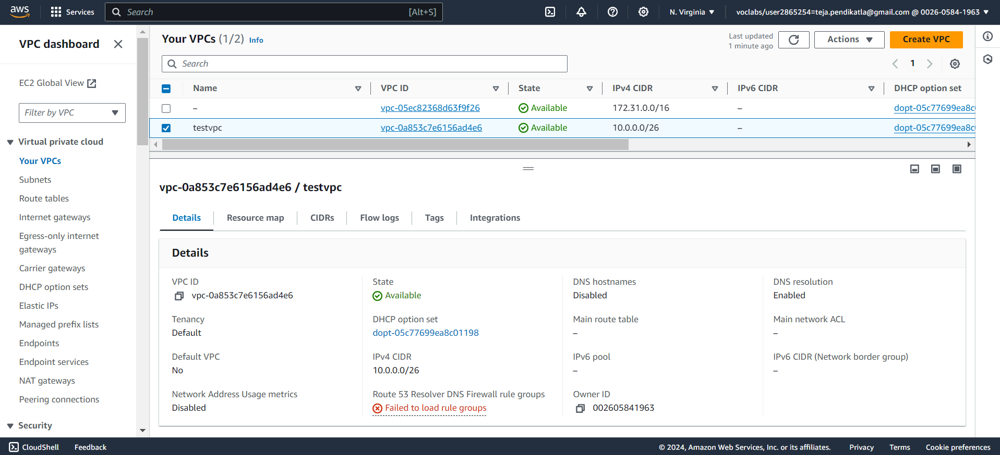 aws
Services
Search
[Alt+S]
N. Virginia
voclabs/user2865254=teja.pendikatla@gmail.com @ 0026-0584-1963
VPC dashboard
EC2 Global View
Filter by VPC
Virtual private cloud
Your VPCs
Subnets
Route tables
Internet gateways
Egress-only internet
gateways
Carrier gateways
DHCP option sets
Elastic IPs
Managed prefix lists
Endpoints
Endpoint services
NAT gateways
Peering connections
Security
Your VPCs (1/2) Info
Last updated
1 minute ago
Actions
Create VPC
Search
1
Name VPC ID State IPv4 CIDR IPv6 CIDR DHCP option set
– vpc-05ec82368d63f9f26 Available 172.31.0.0/16 – dopt-05c77699ea8c
testvpc vpc-0a853c7e6156ad4e6 Available 10.0.0.0/26 – dopt-05c77699ea8c
vpc-0a853c7e6156ad4e6 / testvpc
Details Resource map CIDRs Flow logs Tags Integrations
Details
VPC ID
vpc-0a853c7e6156ad4e6
State
Available
DNS hostnames
Disabled
DNS resolution
Enabled
Tenancy
Default
DHCP option set
dopt-05c77699ea8c01198
Main route table
–
Main network ACL
–
Default VPC
No
IPv4 CIDR
10.0.0.0/26
IPv6 pool
–
IPv6 CIDR (Network border group)
–
Network Address Usage metrics
Disabled
Route 53 Resolver DNS Firewall rule groups
Failed to load rule groups
Owner ID
002605841963
CloudShell
Feedback
© 2024, Amazon Web Services, Inc. or its affiliates.
Privacy
Terms
Cookie preferences